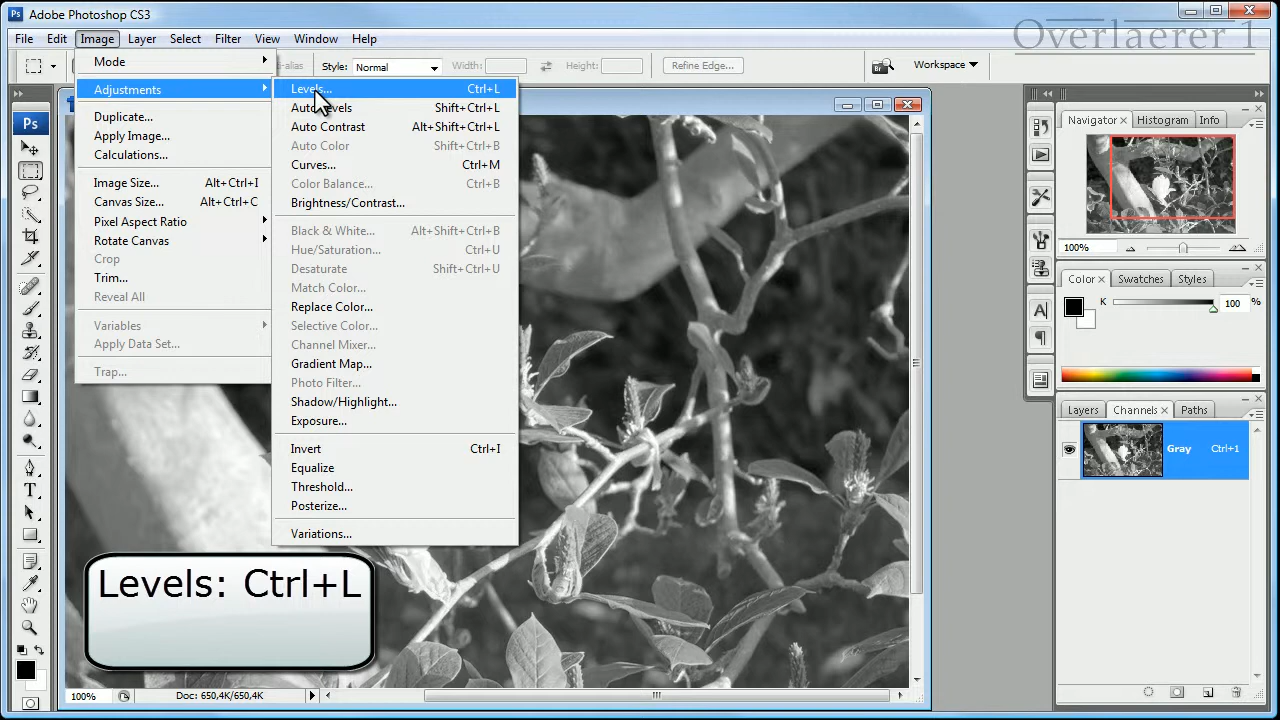 Adobe Photoshop CS3
Overlaerer 1
File Edit Image Layer Select Filter View Window Help
Style: Normal Width: Height: Refine Edge... Workspace
Mode
Adjustments
Duplicate...
Apply Image...
Calculations...
Image Size... Alt+Ctrl+I
Canvas Size... Alt+Ctrl+C
Pixel Aspect Ratio
Rotate Canvas
Crop
Trim...
Reveal All
Variables
Apply Data Set...
Trap...
Levels... Ctrl+L
Auto Levels Shift+Ctrl+L
Auto Contrast Alt+Shift+Ctrl+L
Auto Color Shift+Ctrl+B
Curves... Ctrl+M
Color Balance... Ctrl+B
Brightness/Contrast...
Black & White... Alt+Shift+Ctrl+B
Hue/Saturation... Ctrl+U
Desaturate Shift+Ctrl+U
Match Color...
Replace Color...
Selective Color...
Channel Mixer...
Gradient Map...
Photo Filter...
Shadow/Highlight...
Exposure...
Invert Ctrl+I
Equalize
Threshold...
Posterize...
Variations...
Levels: Ctrl+L
100% Doc: 650,4K/650,4K
Navigator Histogram Info
100%
Color Swatches Styles
K 100 %
Layers Channels Paths
Gray Ctrl+1
Ps